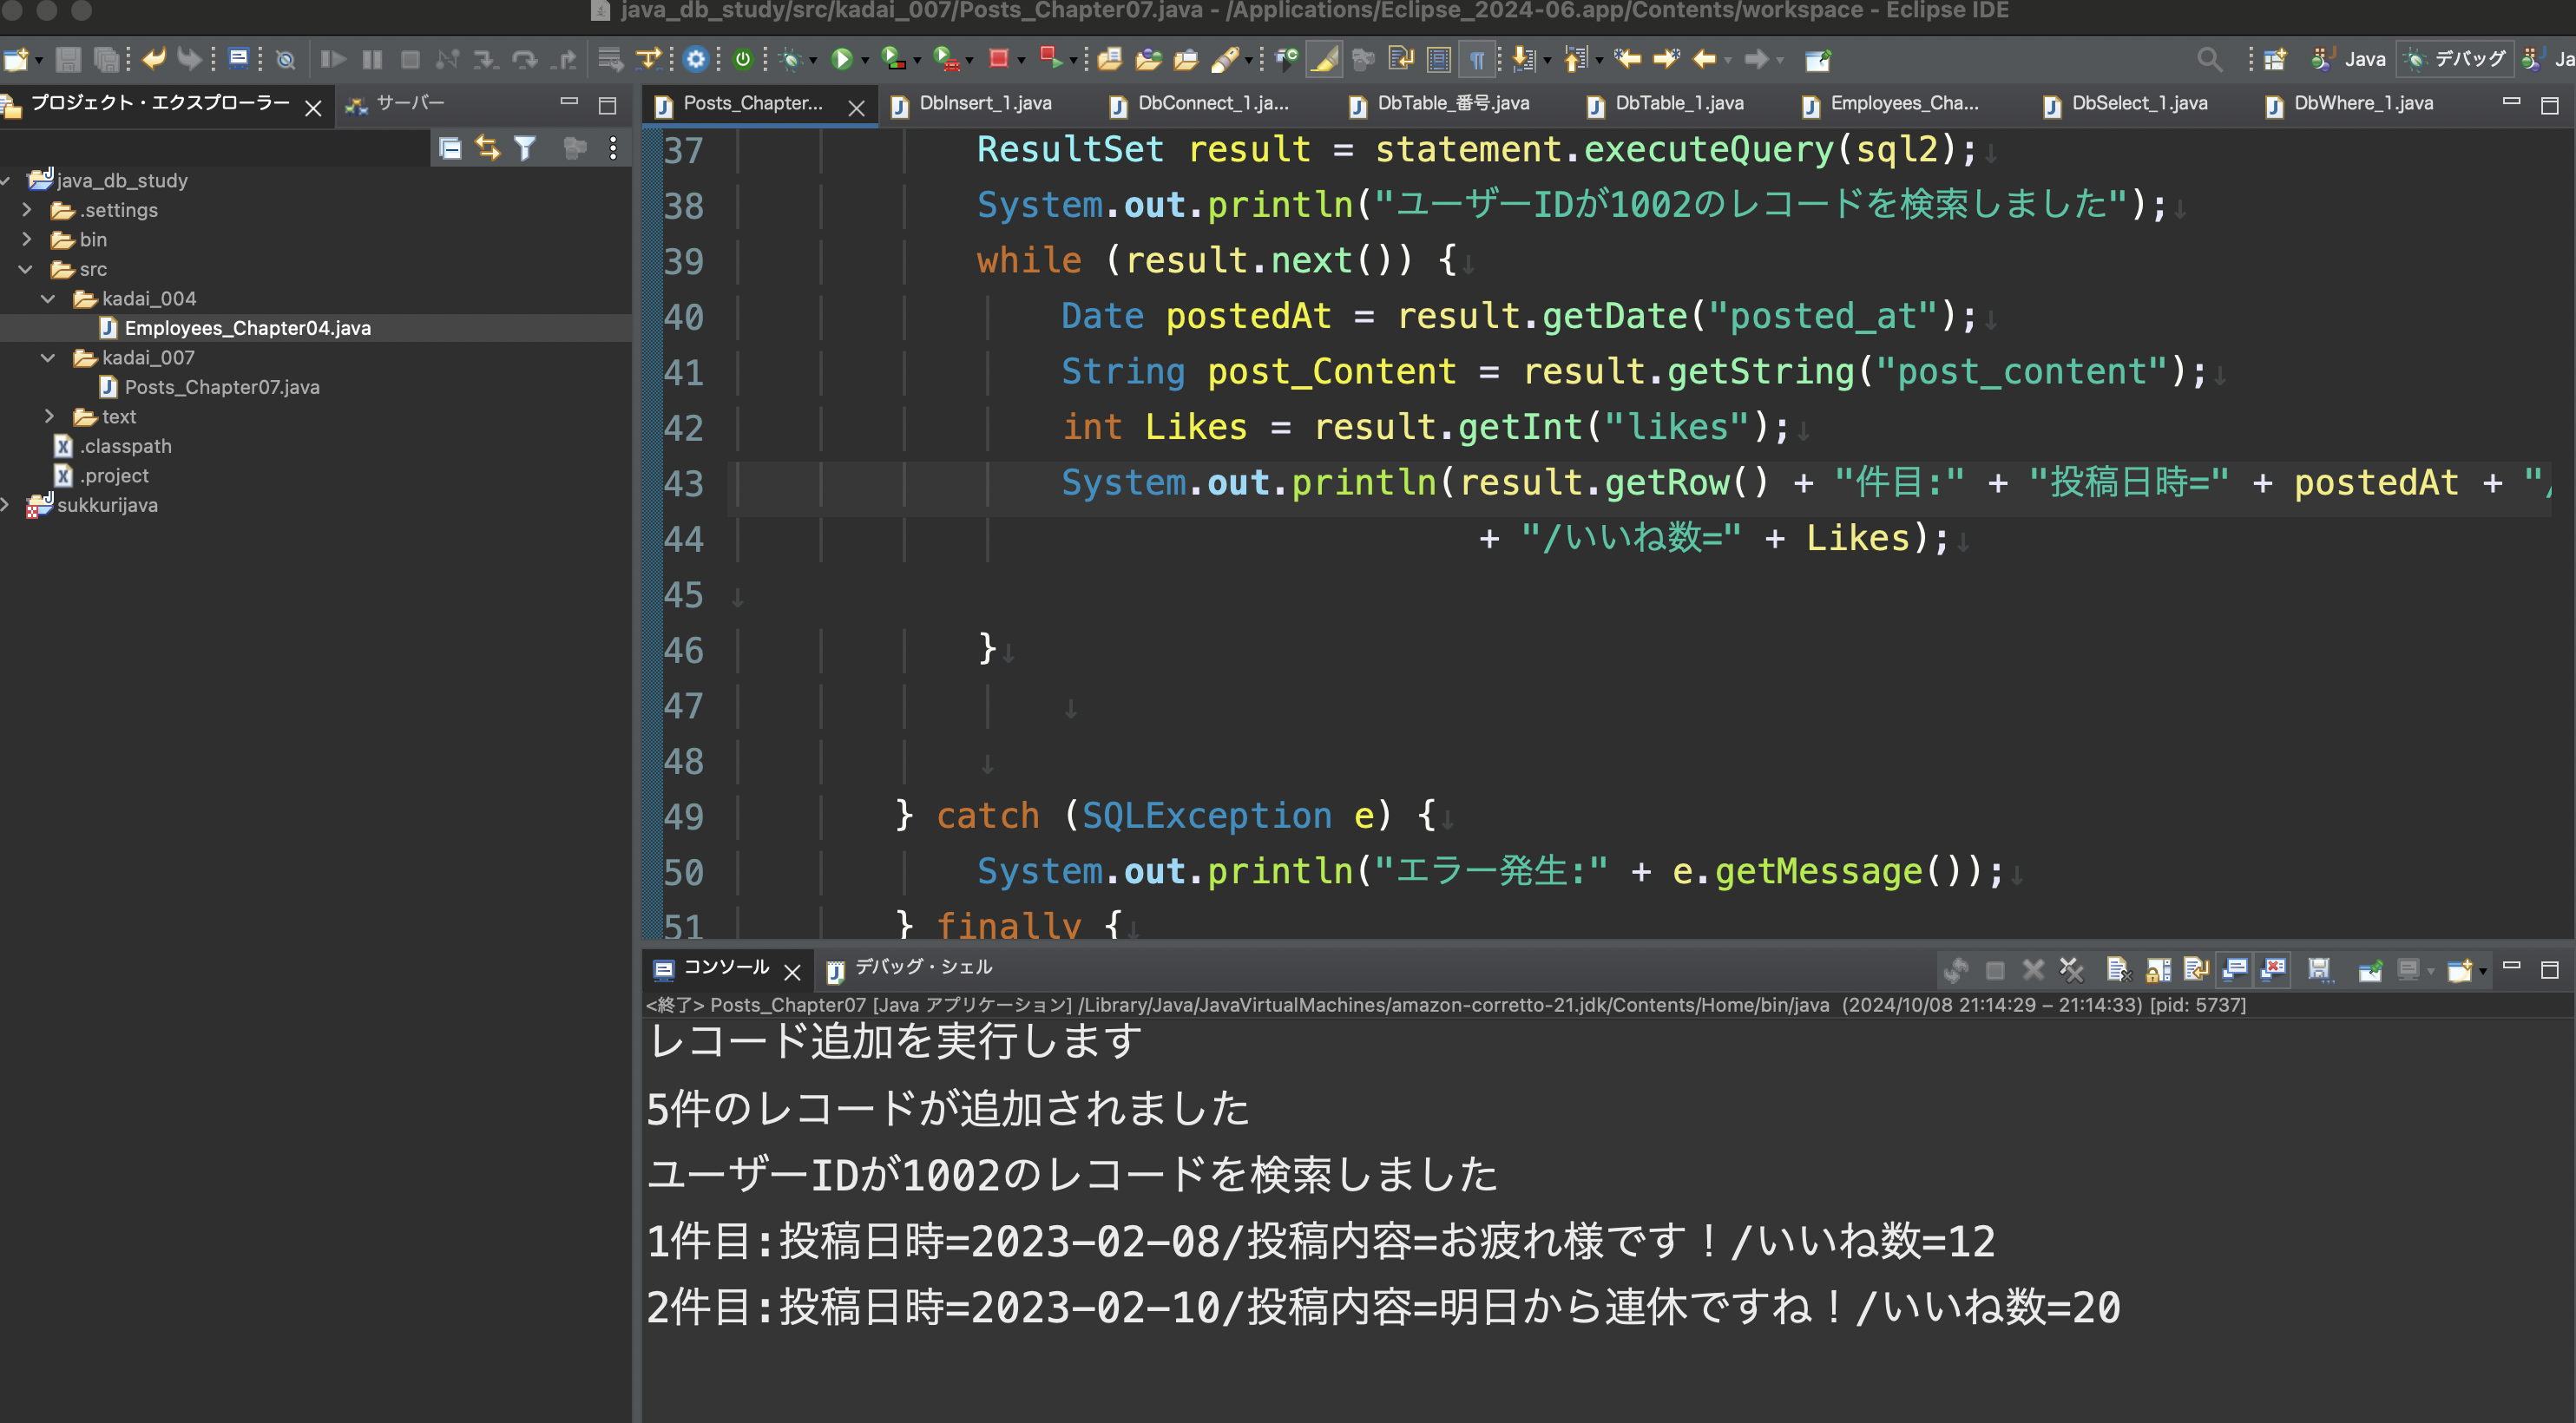 java_db_study/src/kadai_007/Posts_Chapter07.java - /Applications/Eclipse_2024-06.app/Contents/workspace - Eclipse IDE
Java デバッグ Ja
プロジェクト・エクスプローラー サーバー
java_db_study
.settings
bin
src
kadai_004
Employees_Chapter04.java
kadai_007
Posts_Chapter07.java
text
.classpath
.project
sukkurijava
Posts_Chapter... DbInsert_1.java DbConnect_1.ja... DbTable_番号.java DbTable_1.java Employees_Cha... DbSelect_1.java DbWhere_1.java
37 ResultSet result = statement.executeQuery(sql2);↓
38 System.out.println("ユーザーIDが1002のレコードを検索しました");↓
39 while (result.next()) {↓
40 Date postedAt = result.getDate("posted_at");↓
41 String post_Content = result.getString("post_content");↓
42 int Likes = result.getInt("likes");↓
43 System.out.println(result.getRow() + "件目:" + "投稿日時=" + postedAt + "/
44 + "/いいね数=" + Likes);↓
45 ↓
46 }↓
47 ↓
48 ↓
49 } catch (SQLException e) {↓
50 System.out.println("エラー発生:" + e.getMessage());↓
51 } finally {↓
コンソール デバッグ・シェル
<終了> Posts_Chapter07 [Java アプリケーション] /Library/Java/JavaVirtualMachines/amazon-corretto-21.jdk/Contents/Home/bin/java (2024/10/08 21:14:29 – 21:14:33) [pid: 5737]
レコード追加を実行します
5件のレコードが追加されました
ユーザーIDが1002のレコードを検索しました
1件目:投稿日時=2023-02-08/投稿内容=お疲れ様です！/いいね数=12
2件目:投稿日時=2023-02-10/投稿内容=明日から連休ですね！/いいね数=20